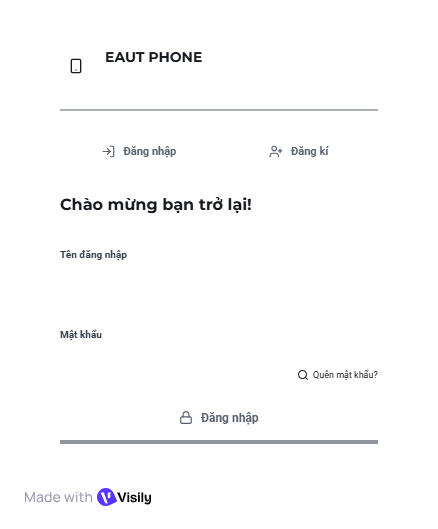 EAUT PHONE
Đăng nhập
Đăng kí
Chào mừng bạn trở lại!
Tên đăng nhập
Mật khẩu
Quên mật khẩu?
Đăng nhập
Made with Visily